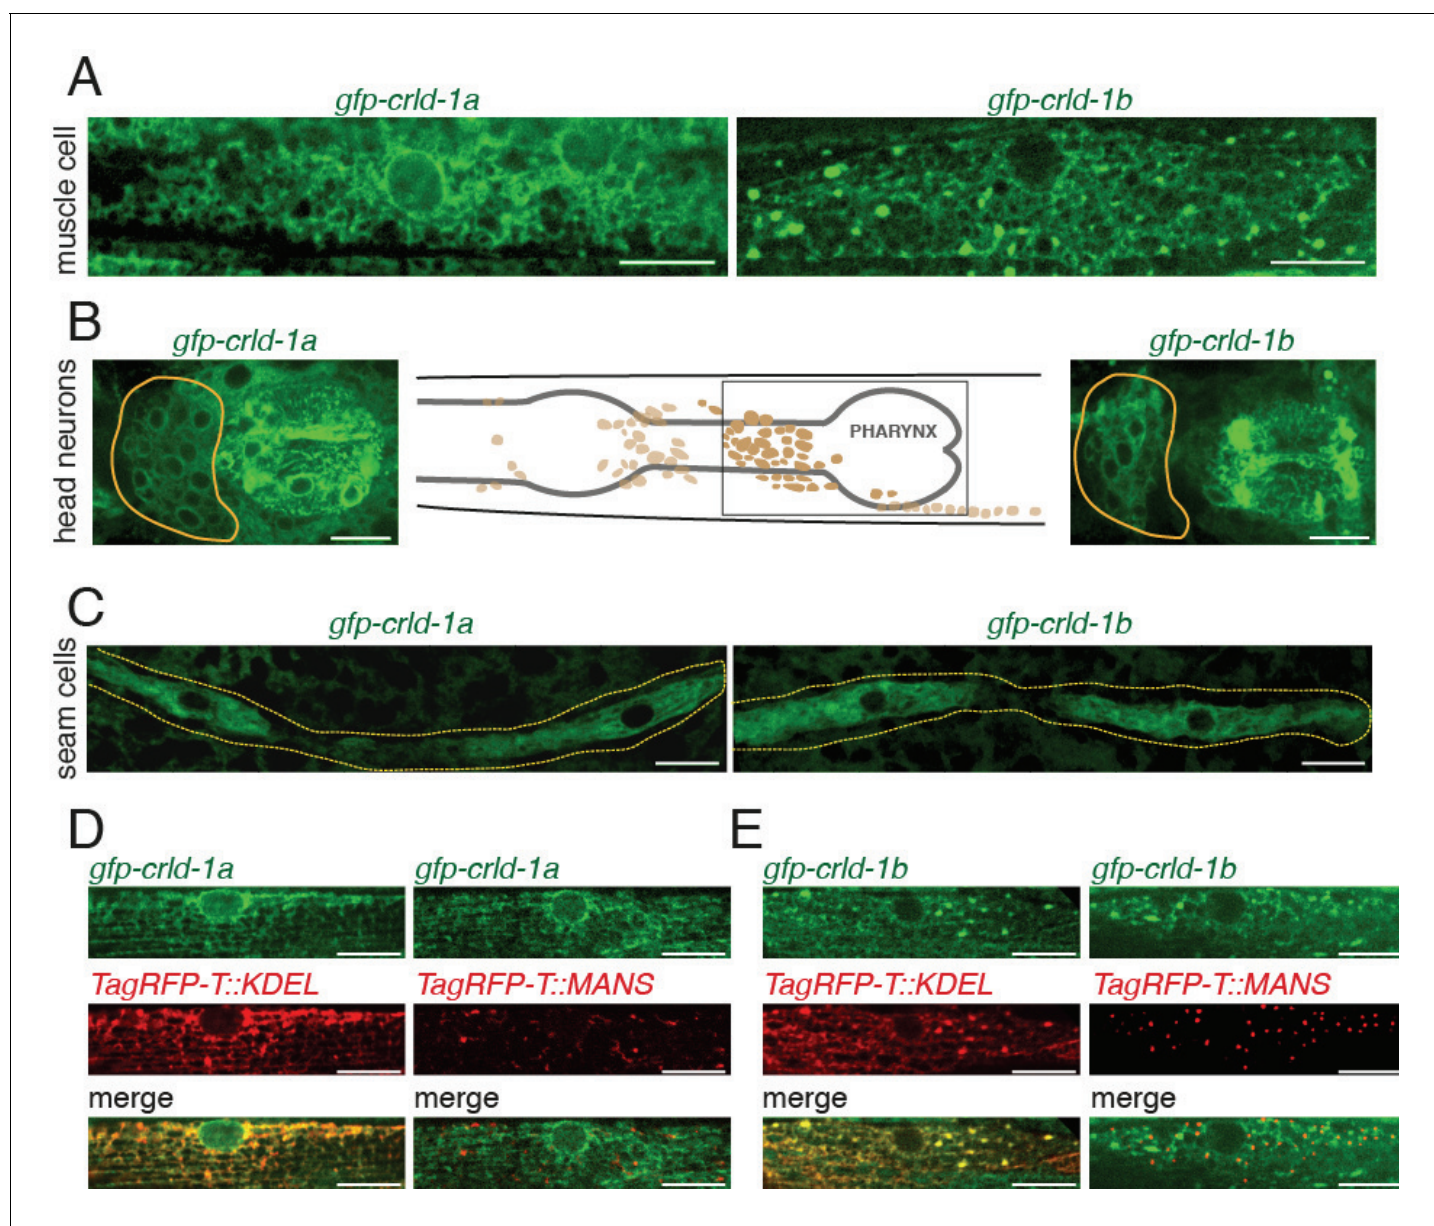 A
gfp-crld-1a
gfp-crld-1b
muscle cell
B
gfp-crld-1a
gfp-crld-1b
head neurons
PHARYNX
C
gfp-crld-1a
gfp-crld-1b
seam cells
D
E
gfp-crld-1a
gfp-crld-1a
gfp-crld-1b
gfp-crld-1b
TagRFP-T::KDEL
TagRFP-T::MANS
TagRFP-T::KDEL
TagRFP-T::MANS
merge
merge
merge
merge